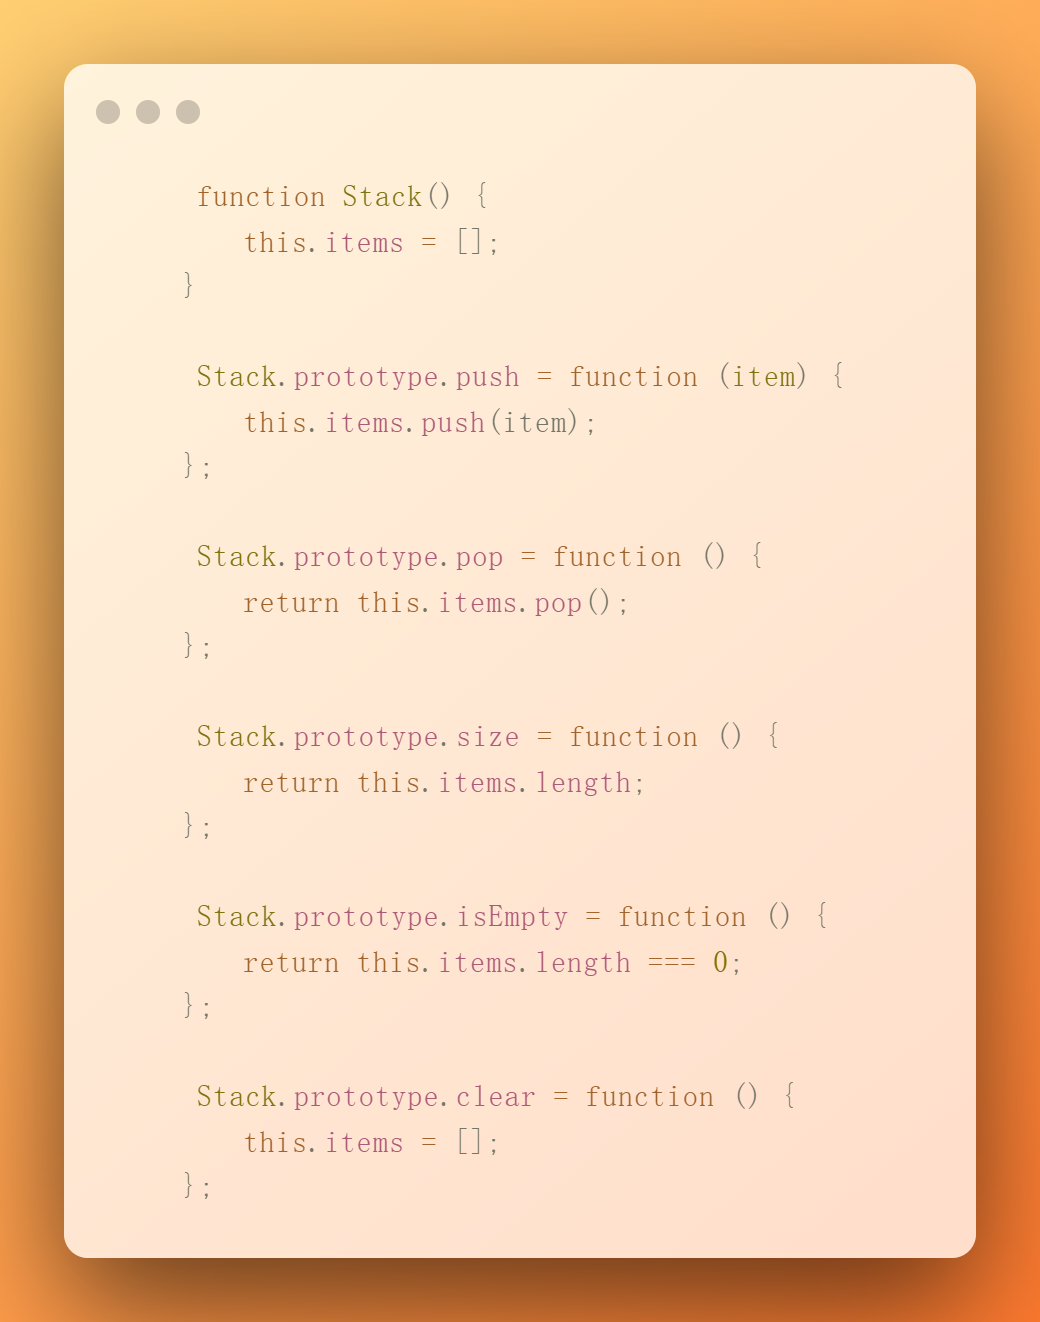 function Stack() {
this.items = [];
}
Stack.prototype.push = function (item) {
this.items.push(item);
};
Stack.prototype.pop = function () {
return this.items.pop();
};
Stack.prototype.size = function () {
return this.items.length;
};
Stack.prototype.isEmpty = function () {
return this.items.length === 0;
};
Stack.prototype.clear = function () {
this.items = [];
};